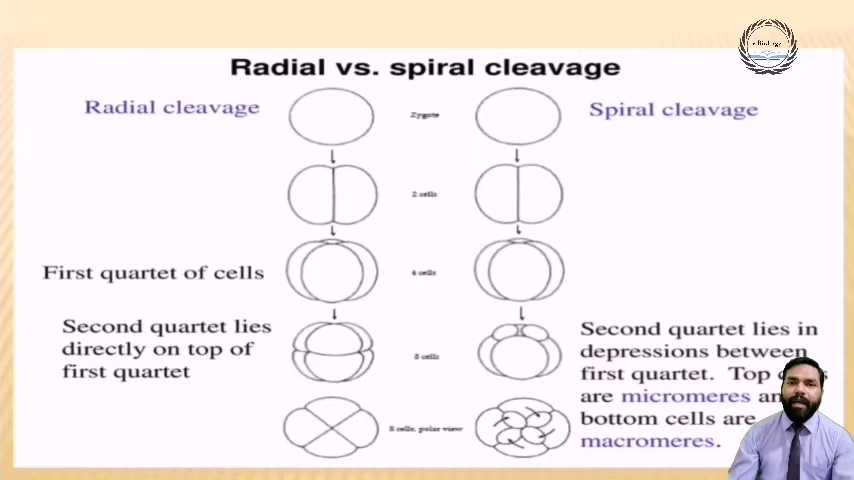 Radial vs. spiral cleavage
Radial cleavage
Zygote
Spiral cleavage
2 cells
First quartet of cells
4 cells
Second quartet lies
directly on top of
first quartet
8 cells
Second quartet lies in
depressions between
first quartet. Top
are micromeres
bottom cells are
macromeres.
8 cells, polar view